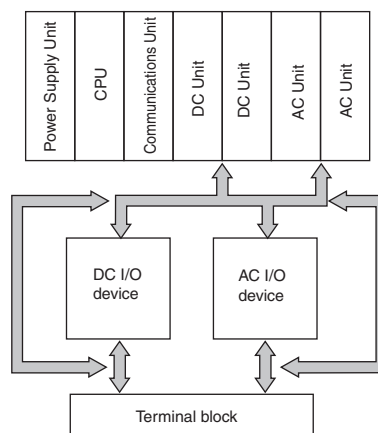 Power Supply Unit
CPU
Communications Unit
DC Unit
DC Unit
AC Unit
AC Unit
DC I/O
device
AC I/O
device
Terminal block